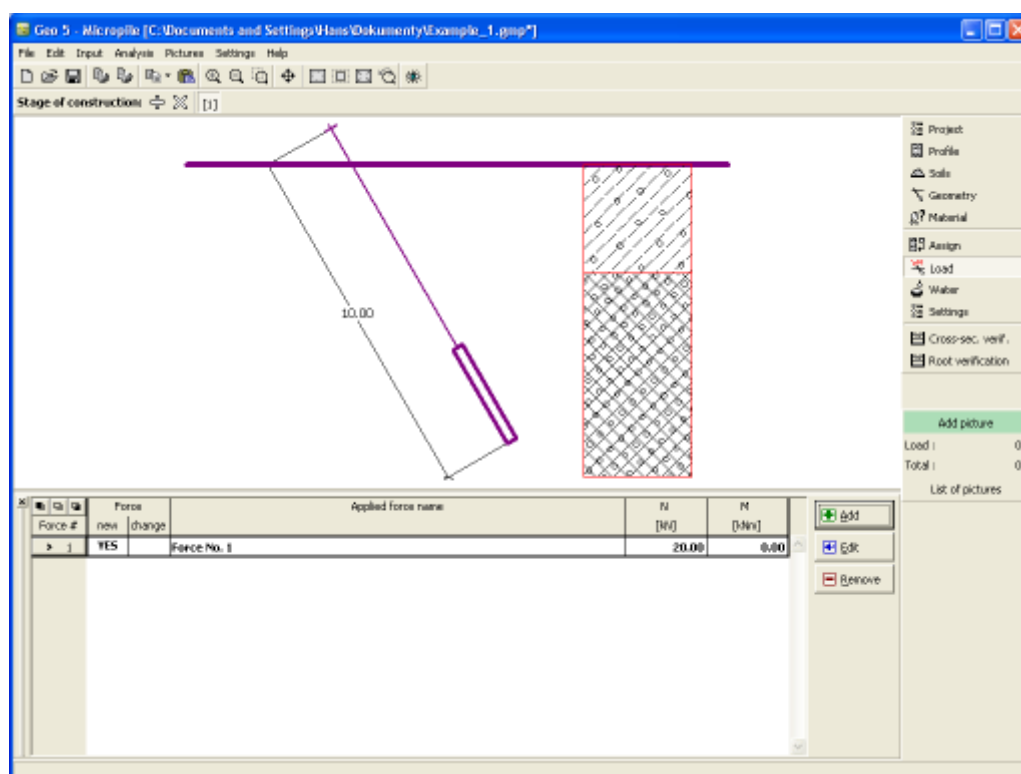 Geo 5 - Micropile [C:\Documents and Settings\Hans\Dokumenty\Example_1.gmp*]
File Edit Input Analysis Pictures Settings Help
Stage of construction: [1]
10.00
Project
Profile
Soils
Geometry
Material
Assign
Load
Water
Settings
Cross-sec. verif.
Root verification
Add picture
Load : 0
Total : 0
List of pictures
Force Applied force name N M
Force # new change [kN] [kNm]
> 1 YES Force No. 1 20.00 0.00
Add
Edit
Remove